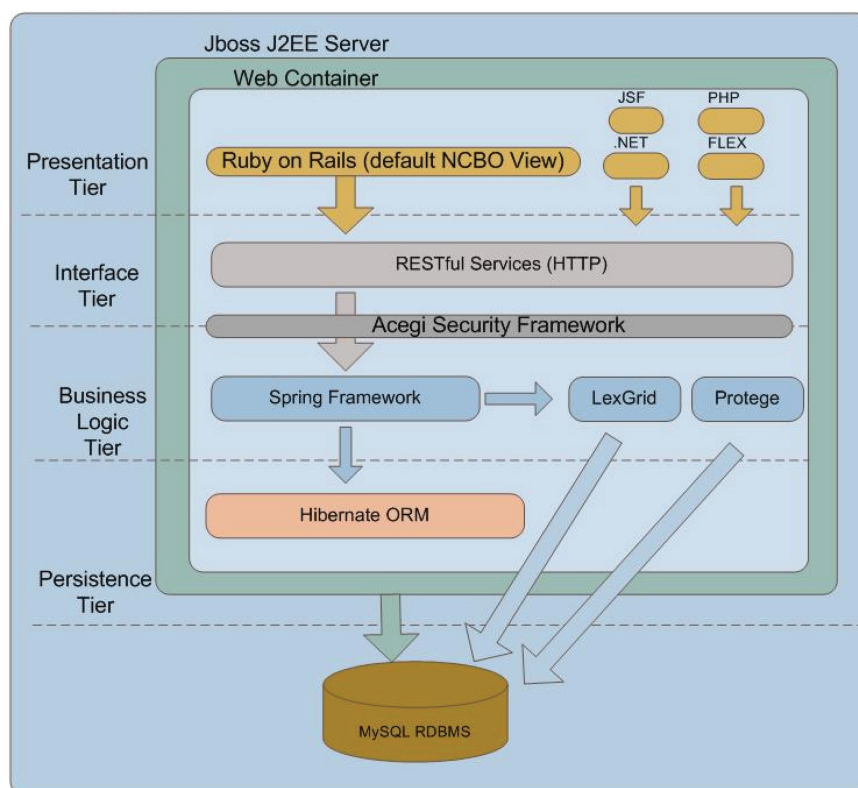 Jboss J2EE Server
Web Container
JSF
PHP
.NET
FLEX
Ruby on Rails (default NCBO View)
Presentation
Tier
RESTful Services (HTTP)
Interface
Tier
Acegi Security Framework
Business
Logic
Tier
Spring Framework
LexGrid
Protege
Hibernate ORM
Persistence
Tier
MySQL RDBMS